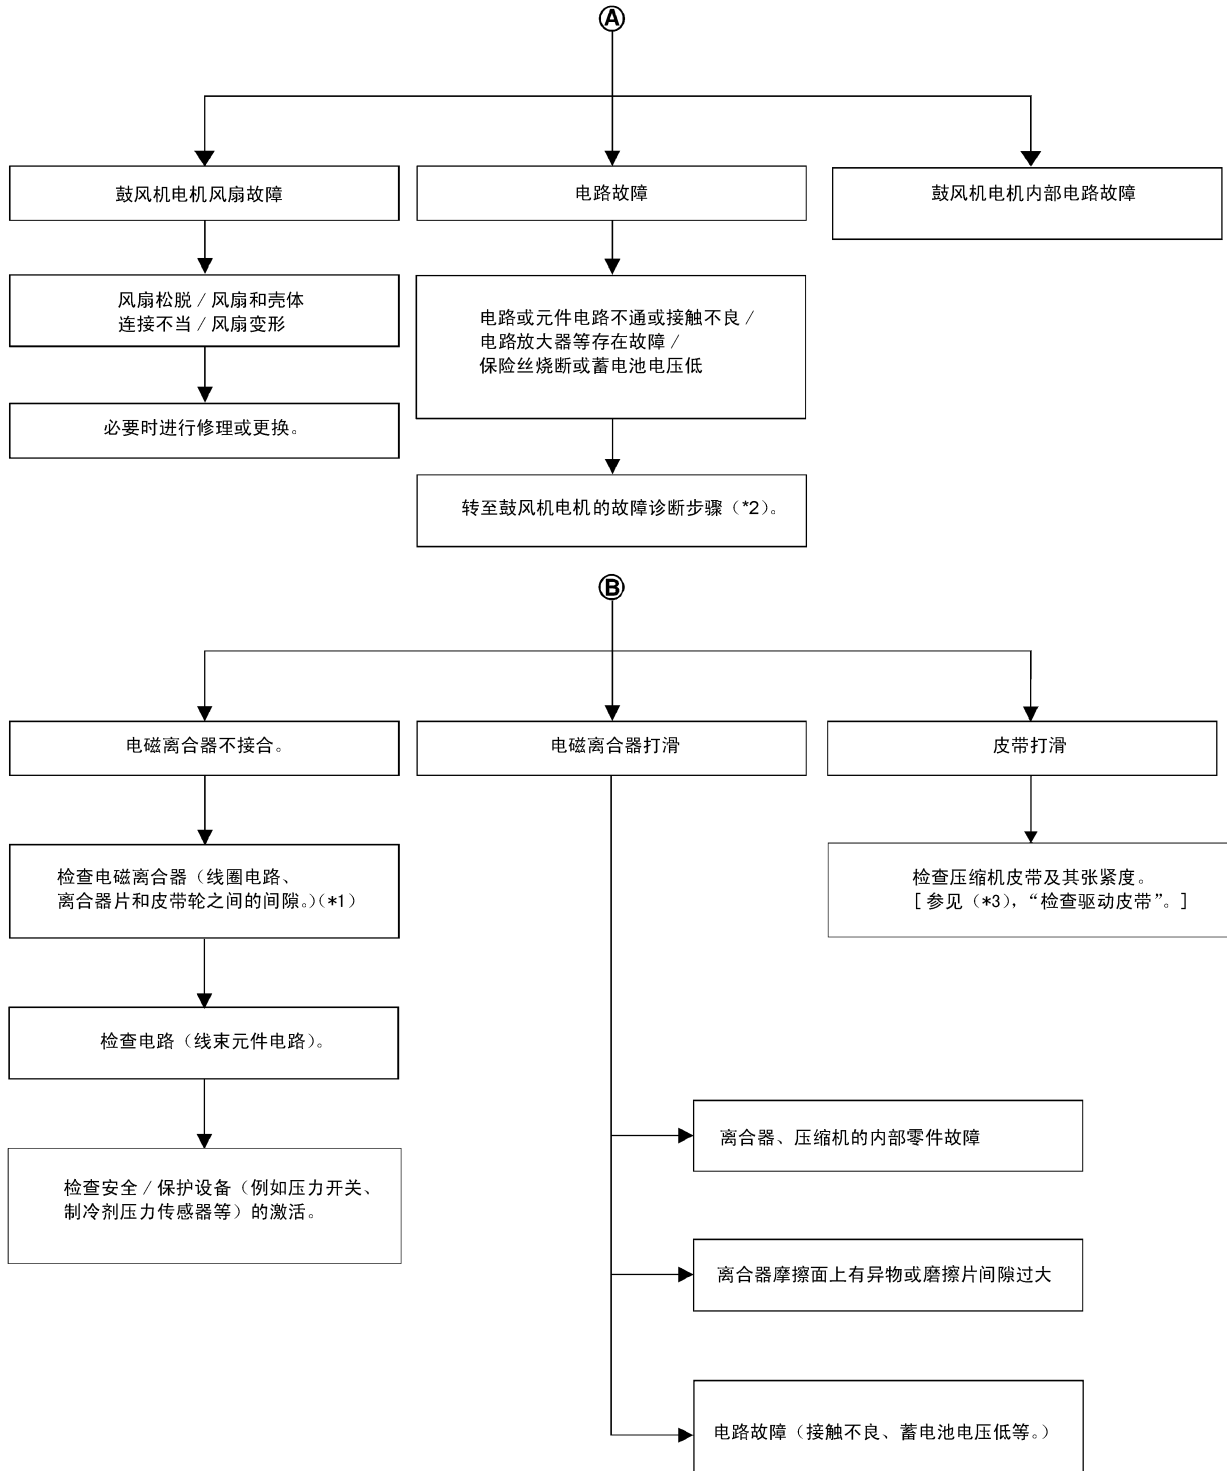 A
鼓风机电机风扇故障
电路故障
鼓风机电机内部电路故障
风扇松脱 / 风扇和壳体
连接不当 / 风扇变形
电路或元件电路不通或接触不良 /
电路放大器等存在故障 /
保险丝烧断或蓄电池电压低
必要时进行修理或更换。
转至鼓风机电机的故障诊断步骤（*2）。
B
电磁离合器不接合。
电磁离合器打滑
皮带打滑
检查电磁离合器（线圈电路、
离合器片和皮带轮之间的间隙。）(*1）
检查压缩机皮带及其张紧度。
[ 参见（*3），“检查驱动皮带”。]
检查电路（线束元件电路）。
检查安全 / 保护设备（例如压力开关、
制冷剂压力传感器等）的激活。
离合器、压缩机的内部零件故障
离合器摩擦面上有异物或磨擦片间隙过大
电路故障（接触不良、蓄电池电压低等。）